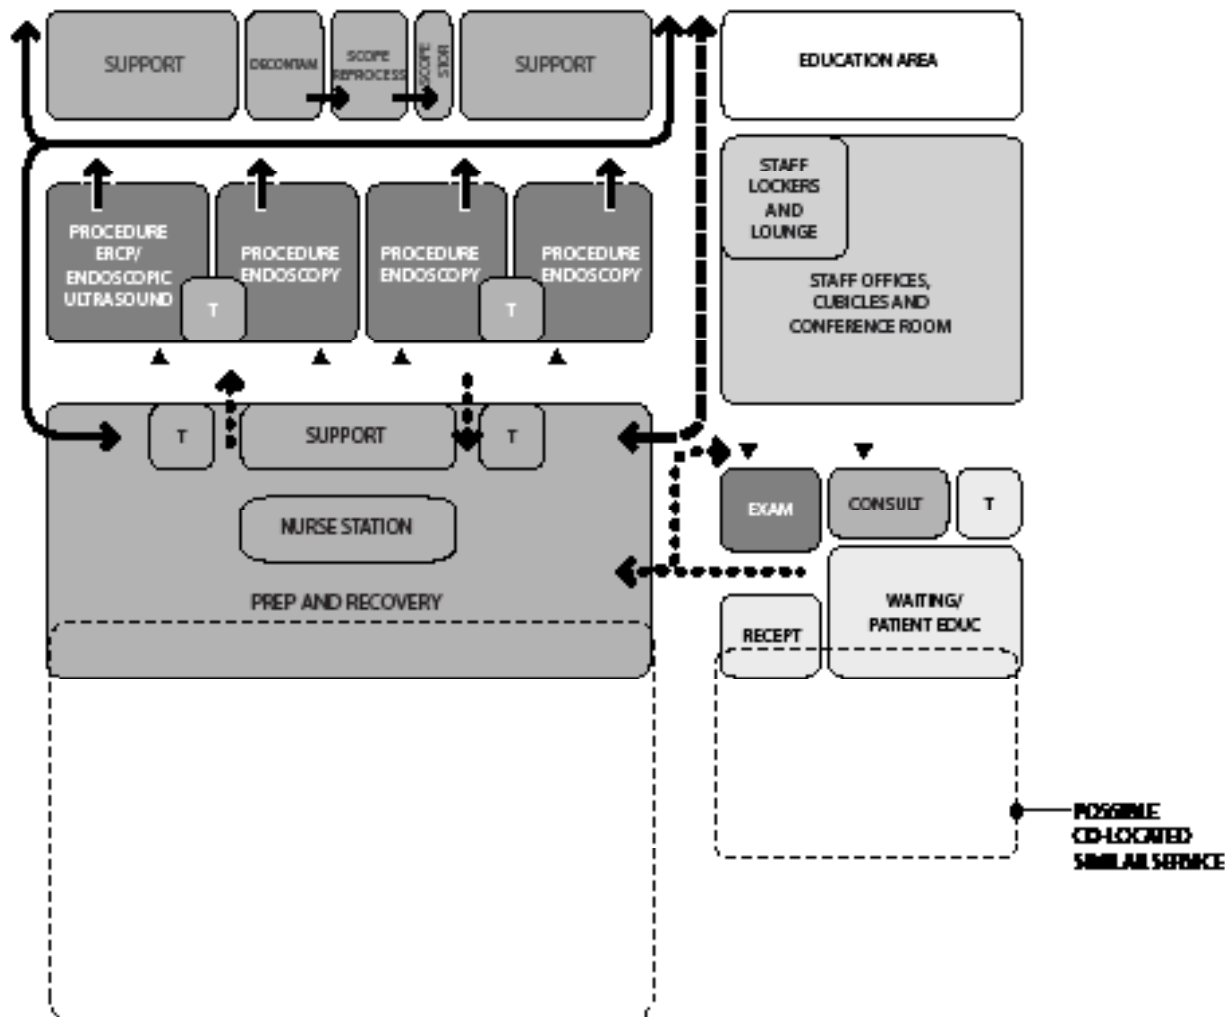 SUPPORT
DECONTAM
SCOPE
REPROCESS
SCOPE
STOR
SUPPORT
EDUCATION AREA
STAFF
LOCKERS
AND
LOUNGE
STAFF OFFICES,
CUBICLES AND
CONFERENCE ROOM
PROCEDURE
ERCP/
ENDOSCOPIC
ULTRASOUND
T
PROCEDURE
ENDOSCOPY
PROCEDURE
ENDOSCOPY
T
PROCEDURE
ENDOSCOPY
T
SUPPORT
T
NURSE STATION
PREP AND RECOVERY
EXAM
CONSULT
T
RECEPT
WAITING/
PATIENT EDUC
POSSIBLE
CO-LOCATED
SIMILAR SERVICE